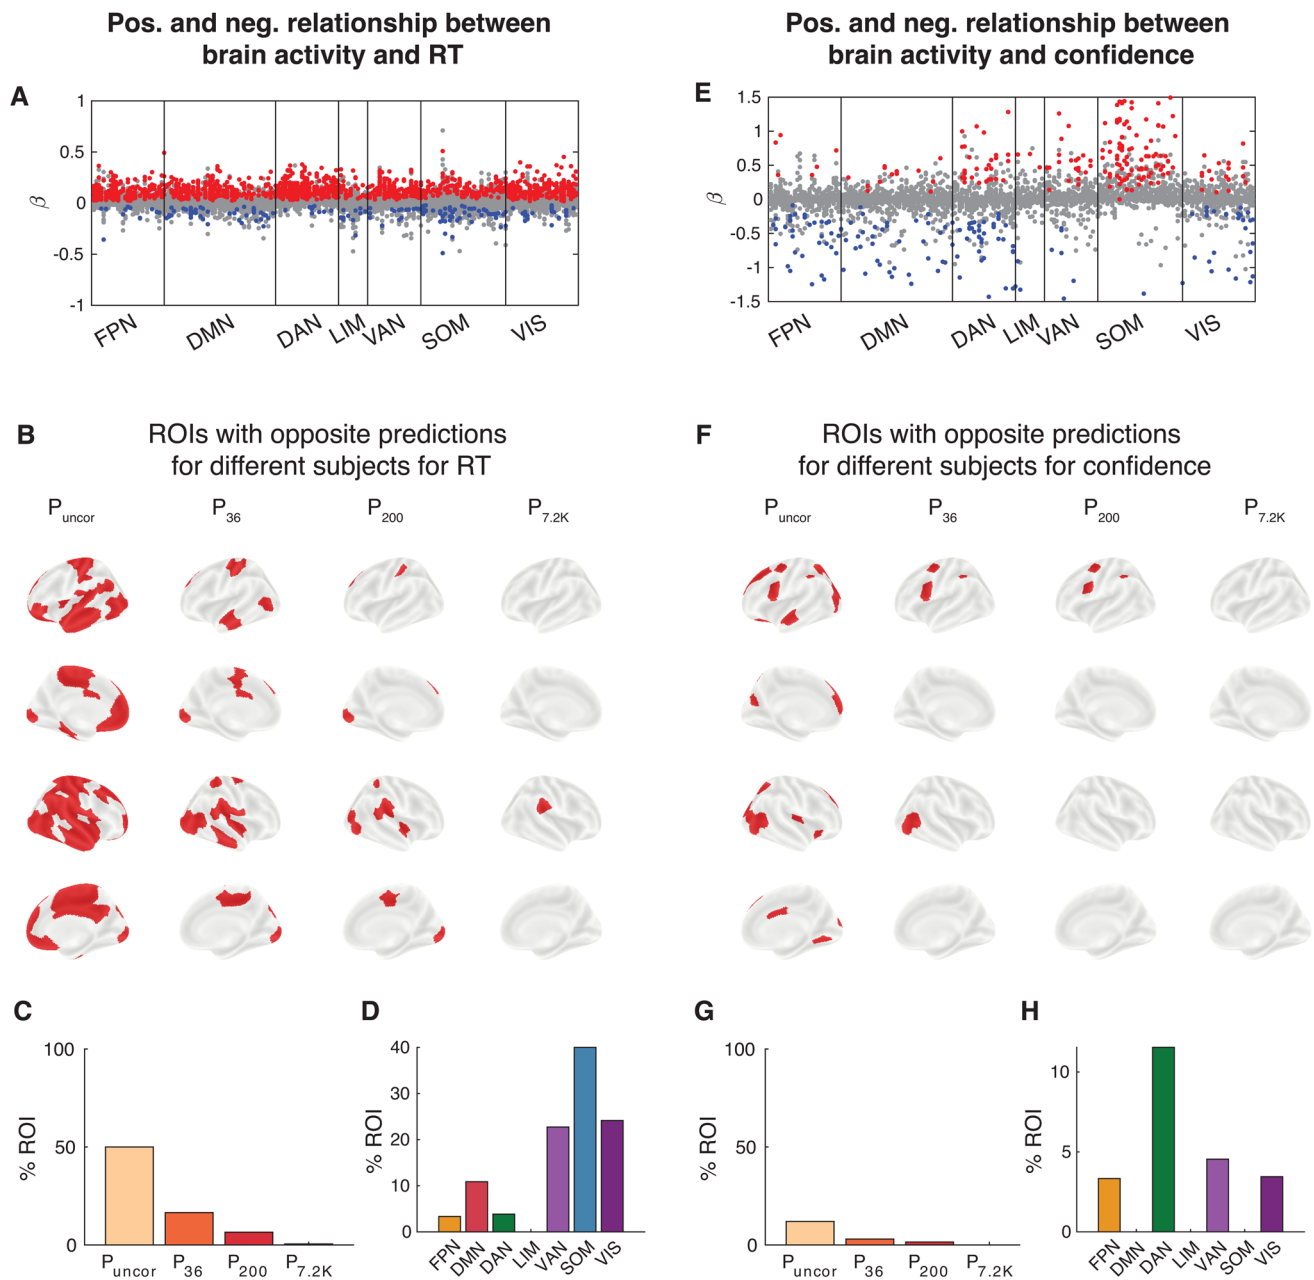 Pos. and neg. relationship between
brain activity and RT
A
1
0.5
0
-0.5
-1
β
FPN
DMN
DAN
LIM
VAN
SOM
VIS
Pos. and neg. relationship between
brain activity and confidence
E
1.5
1
0.5
0
-0.5
-1
-1.5
β
FPN
DMN
DAN
LIM
VAN
SOM
VIS
B
ROIs with opposite predictions
for different subjects for RT
Puncor
P36
P200
P7.2K
F
ROIs with opposite predictions
for different subjects for confidence
Puncor
P36
P200
P7.2K
C
100
50
0
% ROI
Puncor
P36
P200
P7.2K
D
40
30
20
10
0
% ROI
FPN
DMN
DAN
LIM
VAN
SOM
VIS
G
100
50
0
% ROI
Puncor
P36
P200
P7.2K
H
10
5
0
% ROI
FPN
DMN
DAN
LIM
VAN
SOM
VIS